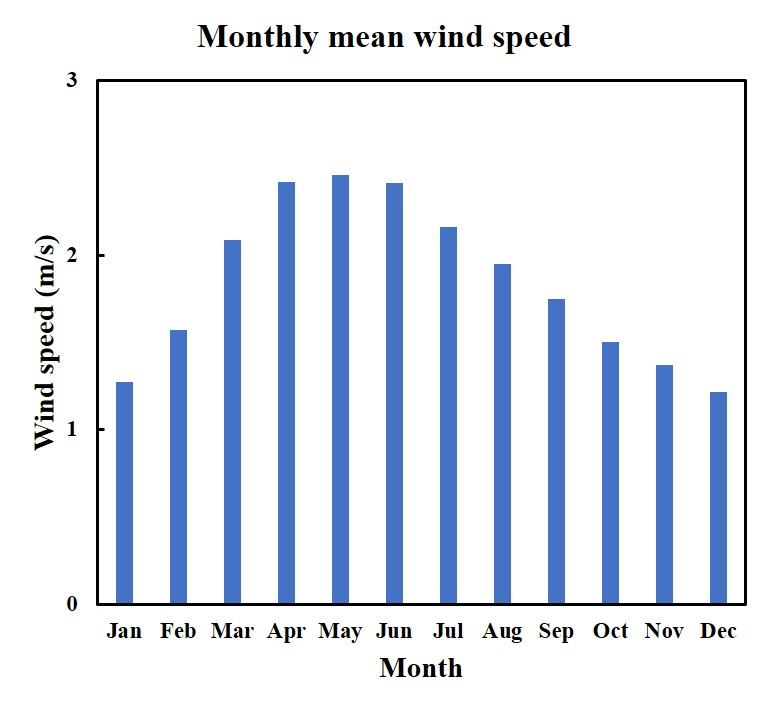 Monthly mean wind speed
3
2
1
0
Wind speed (m/s)
Jan Feb Mar Apr May Jun Jul Aug Sep Oct Nov Dec
Month